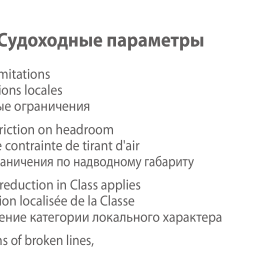 Судоходные параметры
mitations
ions locales
ые ограничения
riction on headroom
contrainte de tirant d'air
аничения по надводному габариту
reduction in Class applies
ion localisée de la Classe
ение категории локального характера
s of broken lines,